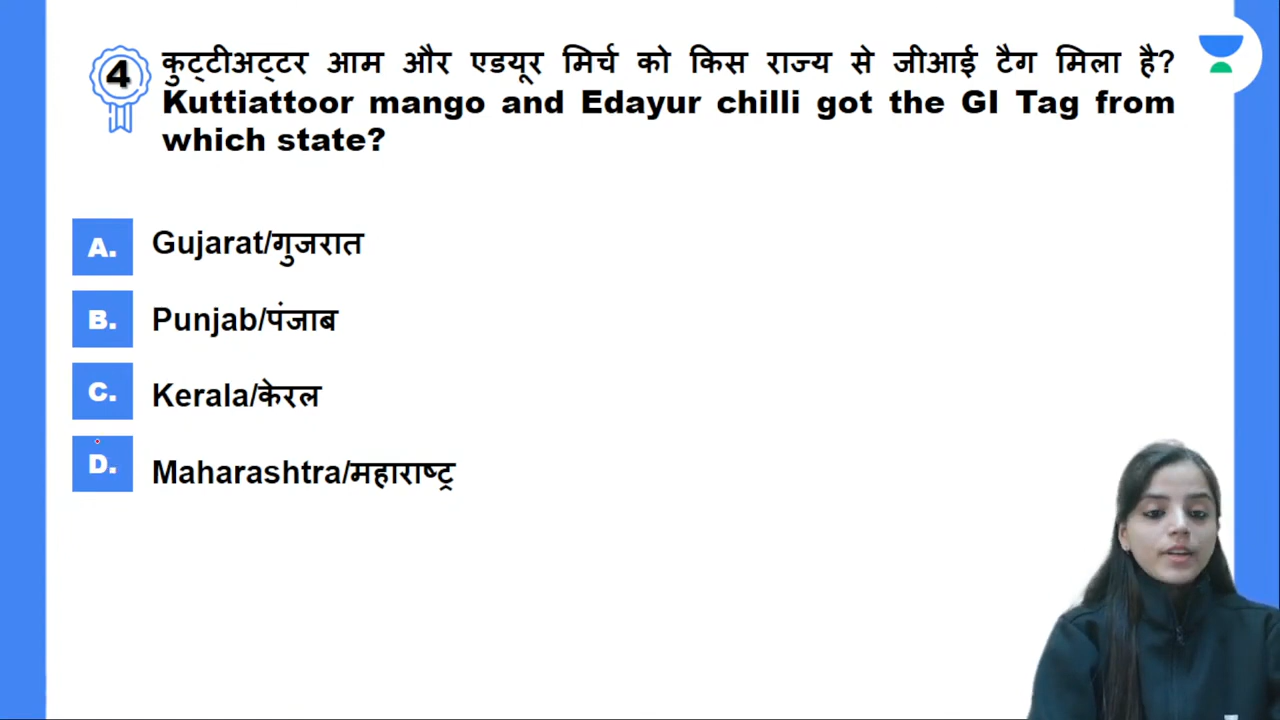 4
कुट्टीअट्टर आम और एडयूर मिर्च को किस राज्य से जीआई टैग मिला है?
Kuttiattoor mango and Edayur chilli got the GI Tag from
which state?
A. Gujarat/गुजरात
B. Punjab/पंजाब
C. Kerala/केरल
D. Maharashtra/महाराष्ट्र